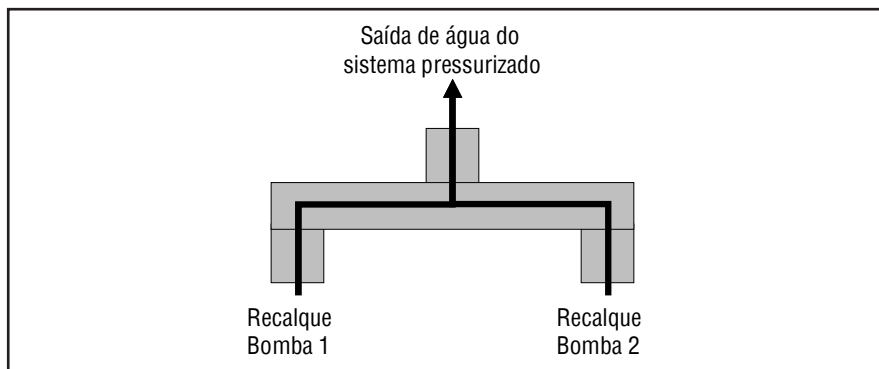 Saída de água do
sistema pressurizado
Recalque
Bomba 1
Recalque
Bomba 2